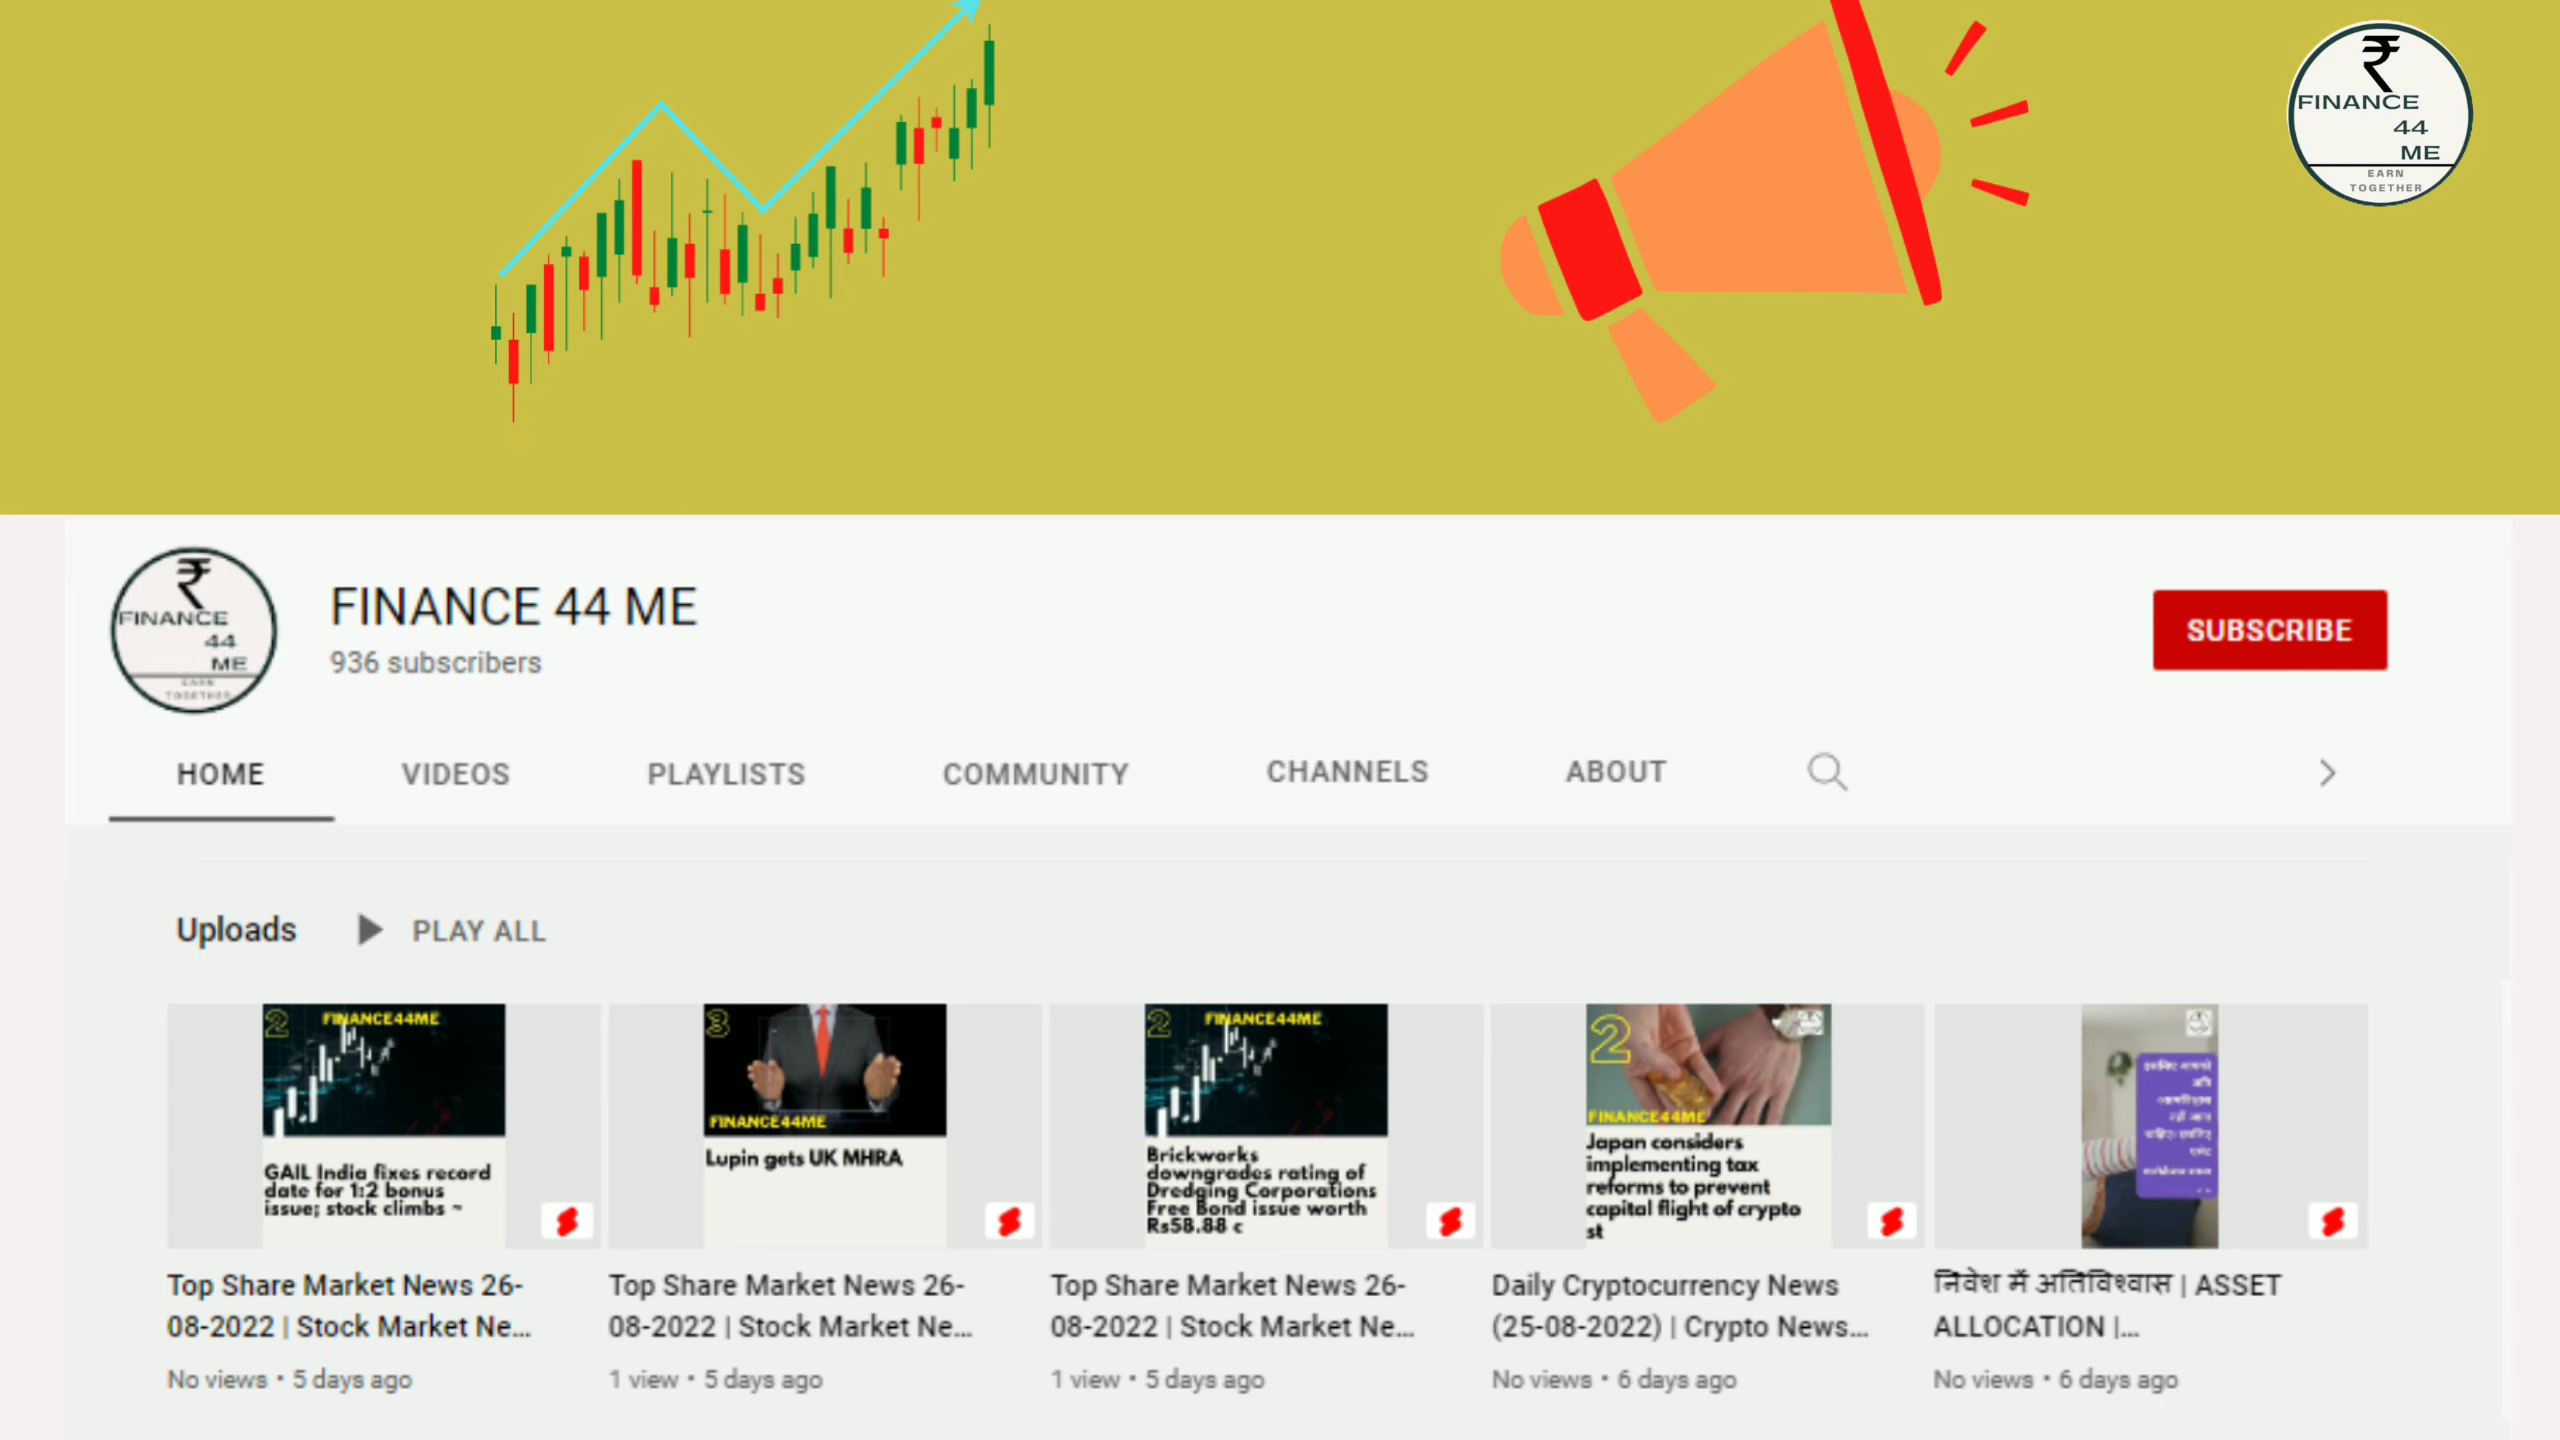 ₹
FINANCE
44
ME
EARN
TOGETHER
₹
FINANCE
44
ME
EARN
TOGETHER
FINANCE 44 ME
936 subscribers
SUBSCRIBE
HOME VIDEOS PLAYLISTS COMMUNITY CHANNELS ABOUT
Uploads PLAY ALL
2 FINANCE44ME
GAIL India fixes record
date for 1:2 bonus
issue; stock climbs ~
Top Share Market News 26-
08-2022 | Stock Market Ne...
No views • 5 days ago
3
FINANCE44ME
Lupin gets UK MHRA
Top Share Market News 26-
08-2022 | Stock Market Ne...
1 view • 5 days ago
2 FINANCE44ME
Brickworks
downgrades rating of
Dredging Corporations
Free Bond issue worth
Rs58.88 c
Top Share Market News 26-
08-2022 | Stock Market Ne...
1 view • 5 days ago
2
FINANCE44ME
Japan considers
implementing tax
reforms to prevent
capital flight of crypto
st
Daily Cryptocurrency News
(25-08-2022) | Crypto News...
No views • 6 days ago
निवेश में अतिविश्वास | ASSET
ALLOCATION |...
No views • 6 days ago